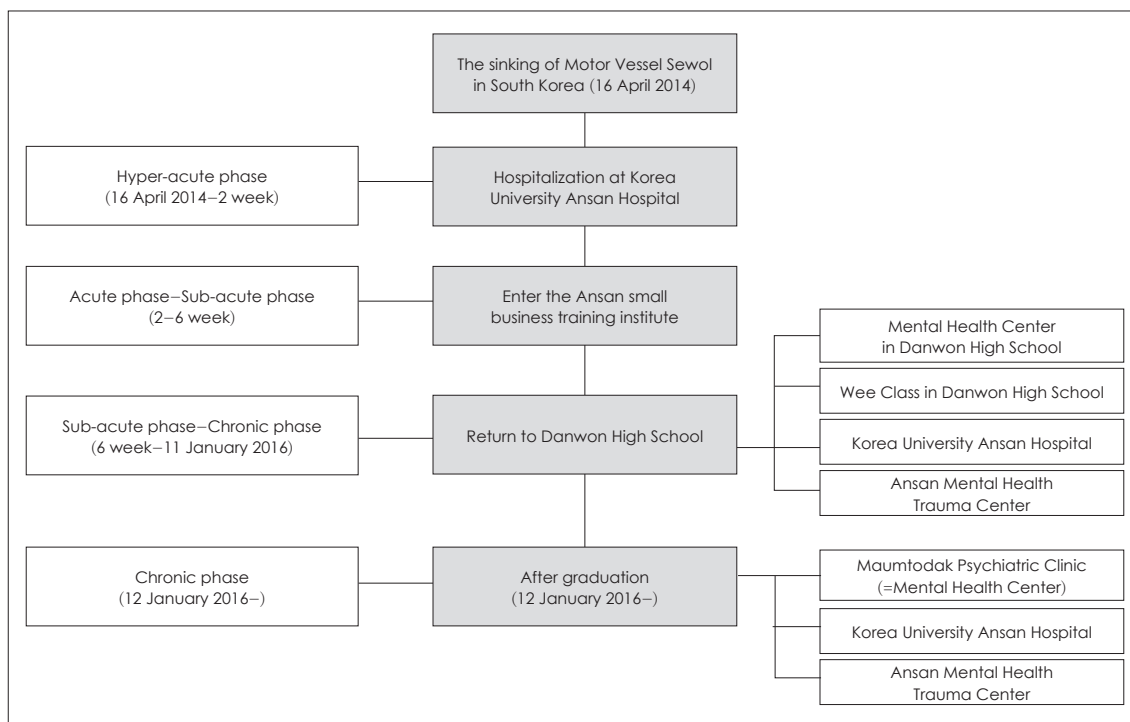 The sinking of Motor Vessel Sewol
in South Korea (16 April 2014)
Hyper-acute phase
(16 April 2014–2 week)
Hospitalization at Korea
University Ansan Hospital
Acute phase–Sub-acute phase
(2–6 week)
Enter the Ansan small
business training institute
Sub-acute phase–Chronic phase
(6 week–11 January 2016)
Return to Danwon High School
Mental Health Center
in Danwon High School
Wee Class in Danwon High School
Korea University Ansan Hospital
Ansan Mental Health
Trauma Center
Chronic phase
(12 January 2016–)
After graduation
(12 January 2016–)
Maumtodak Psychiatric Clinic
(=Mental Health Center)
Korea University Ansan Hospital
Ansan Mental Health
Trauma Center